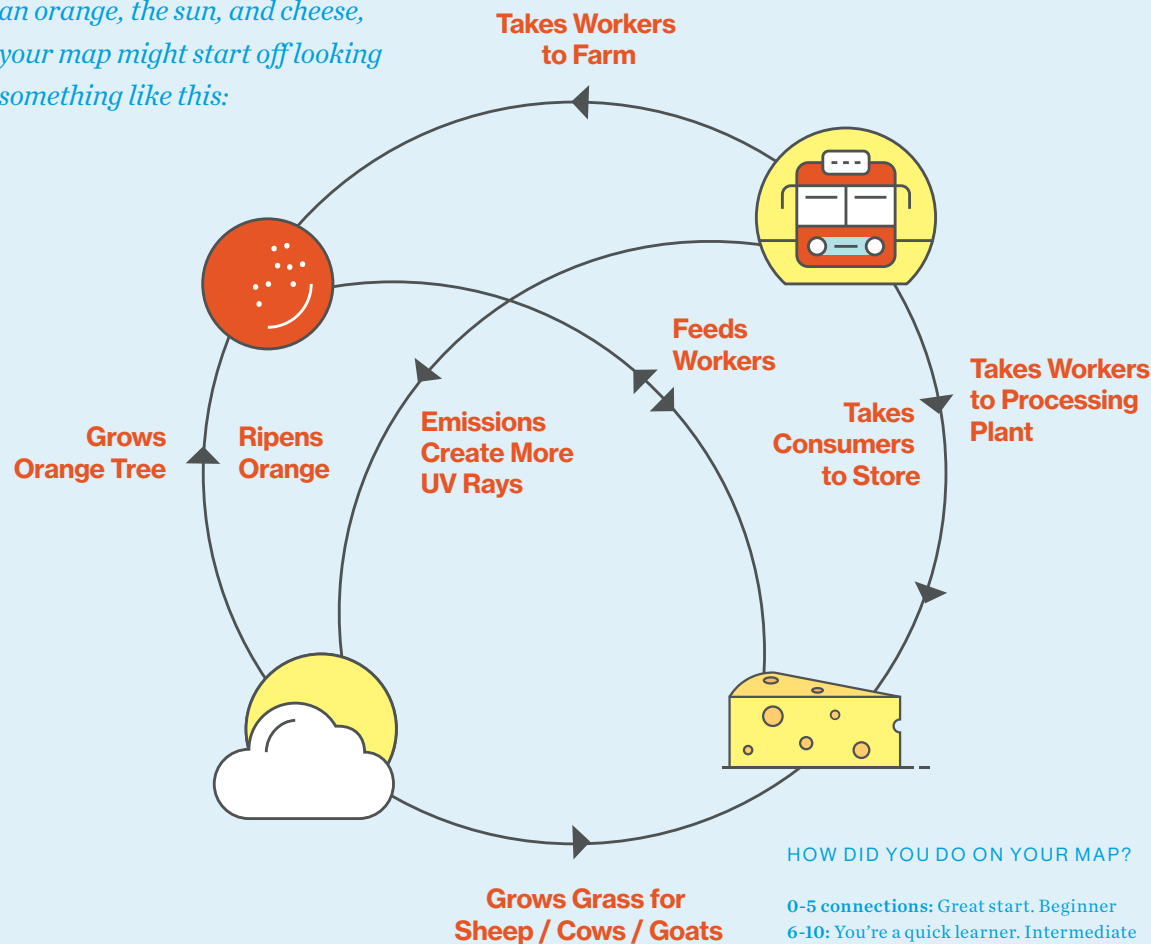 an orange, the sun, and cheese,
your map might start off looking
something like this:
Takes Workers
to Farm
Feeds
Workers
Takes Workers
to Processing
Plant
Takes
Consumers
to Store
Emissions
Create More
UV Rays
Grows
Orange Tree
Ripens
Orange
Grows Grass for
Sheep / Cows / Goats
HOW DID YOU DO ON YOUR MAP?
0-5 connections: Great start. Beginner
6-10: You’re a quick learner. Intermediate